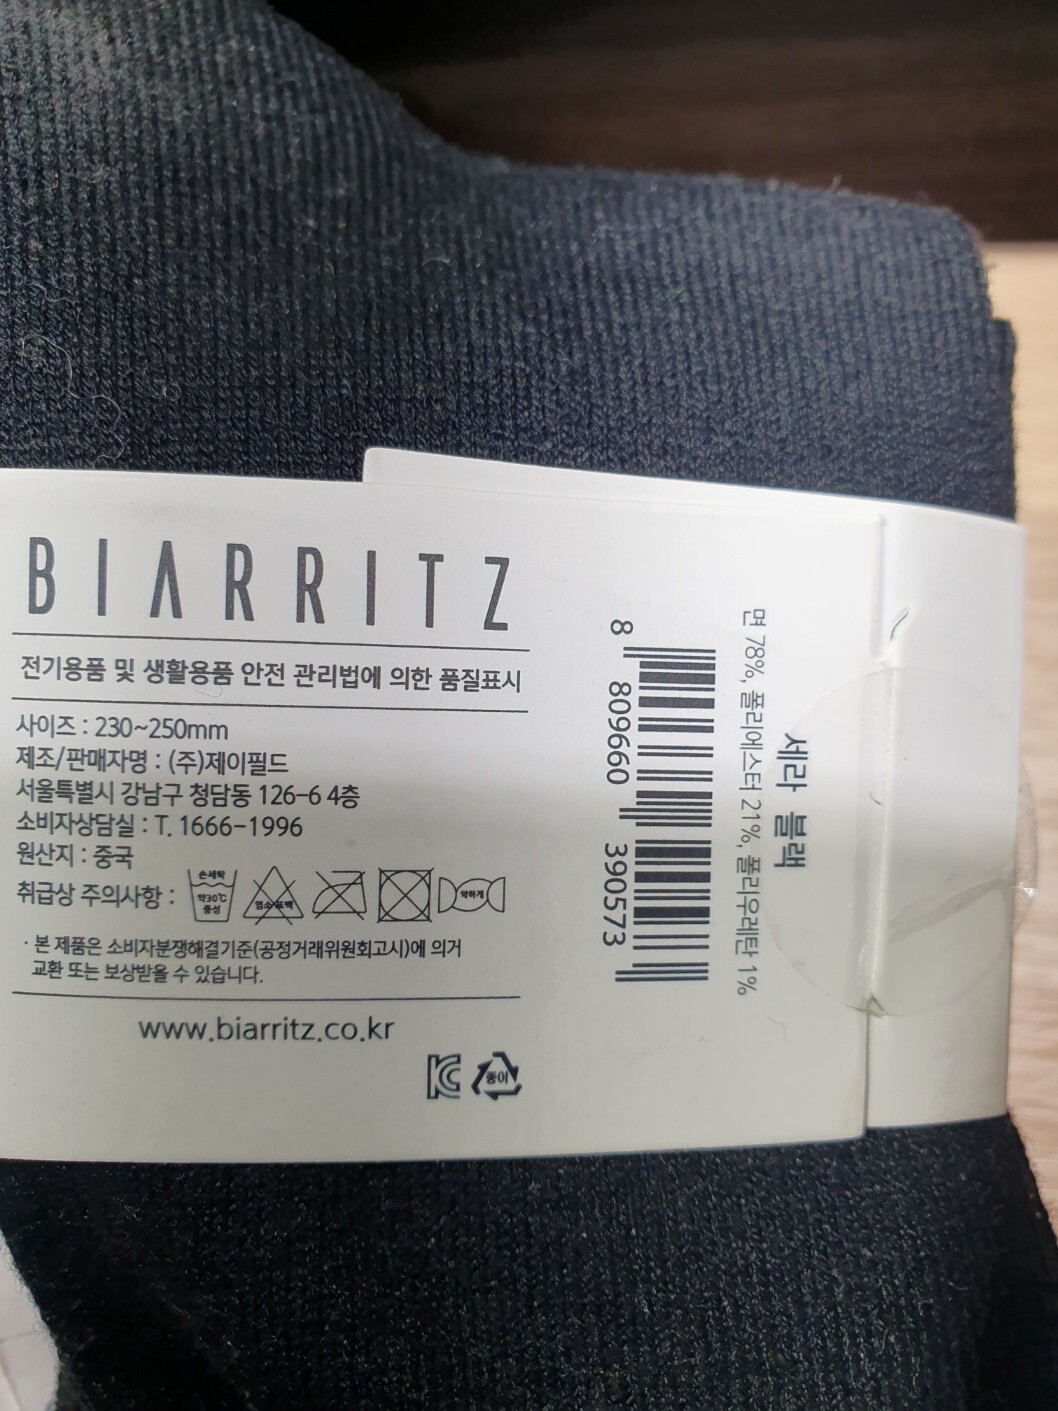 BIARRITZ
전기용품 및 생활용품 안전 관리법에 의한 품질표시
사이즈 : 230~250mm
제조/판매자명 : (주)제이필드
서울특별시 강남구 청담동 126-6 4층
소비자상담실 : T. 1666-1996
원산지 : 중국
취급상 주의사항 :
손세탁
약30℃
중성
염소표백
약하게
· 본 제품은 소비자분쟁해결기준(공정거래위원회고시)에 의거
교환 또는 보상받을 수 있습니다.
www.biarritz.co.kr
KC
종이
세라 블랙
면 78%, 폴리에스터 21%, 폴리우레탄 1%
8 809660 390573